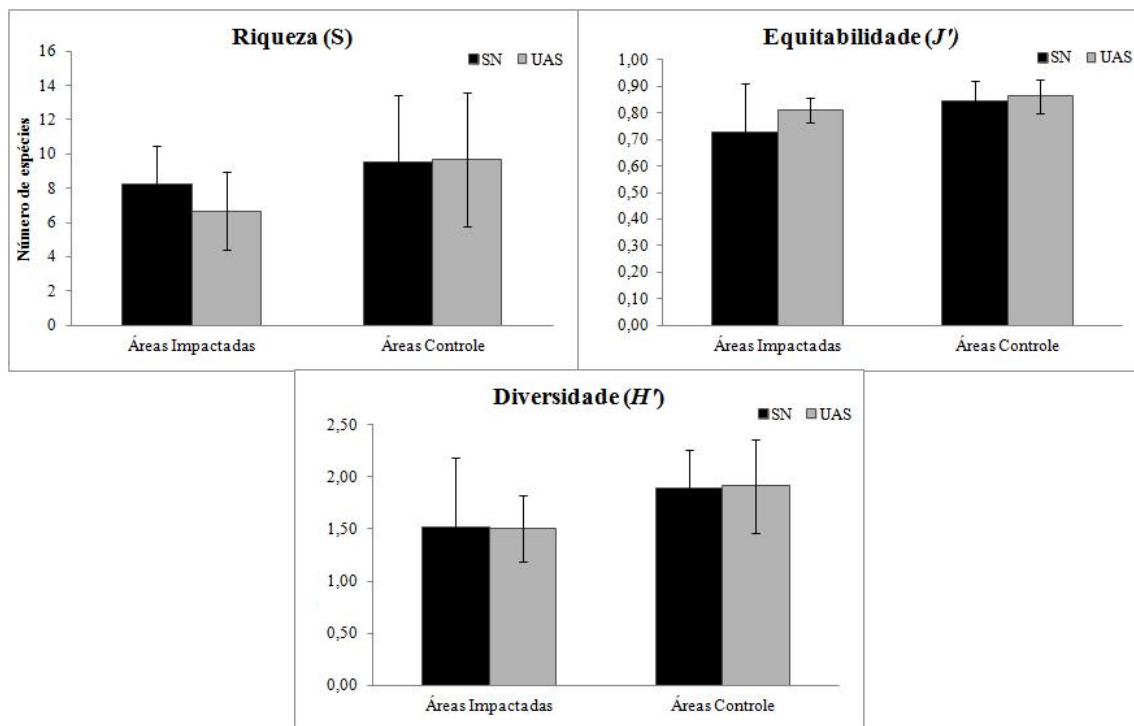 Riqueza (S)
SN UAS
Número de espécies
16
14
12
10
8
6
4
2
0
Áreas Impactadas Áreas Controle
Equitabilidade (J')
SN UAS
1,00
0,90
0,80
0,70
0,60
0,50
0,40
0,30
0,20
0,10
0,00
Áreas Impactadas Áreas Controle
Diversidade (H')
SN UAS
2,50
2,00
1,50
1,00
0,50
0,00
Áreas Impactadas Áreas Controle